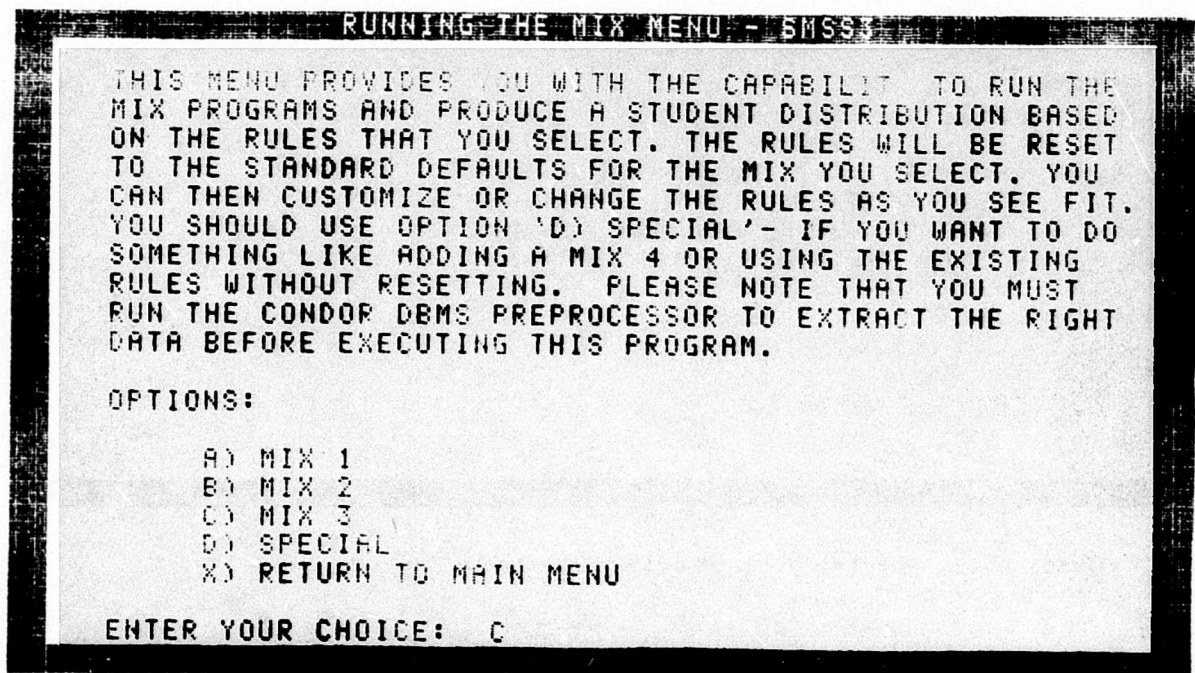 RUNNING THE MIX MENU - SMSS3
THIS MENU PROVIDES YOU WITH THE CAPABILIT TO RUN THE
MIX PROGRAMS AND PRODUCE A STUDENT DISTRIBUTION BASED
ON THE RULES THAT YOU SELECT. THE RULES WILL BE RESET
TO THE STANDARD DEFAULTS FOR THE MIX YOU SELECT. YOU
CAN THEN CUSTOMIZE OR CHANGE THE RULES AS YOU SEE FIT.
YOU SHOULD USE OPTION 'D) SPECIAL'- IF YOU WANT TO DO
SOMETHING LIKE ADDING A MIX 4 OR USING THE EXISTING
RULES WITHOUT RESETTING. PLEASE NOTE THAT YOU MUST
RUN THE CONDOR DBMS PREPROCESSOR TO EXTRACT THE RIGHT
DATA BEFORE EXECUTING THIS PROGRAM.
OPTIONS:
A) MIX 1
B) MIX 2
C) MIX 3
D) SPECIAL
X) RETURN TO MAIN MENU
ENTER YOUR CHOICE: C